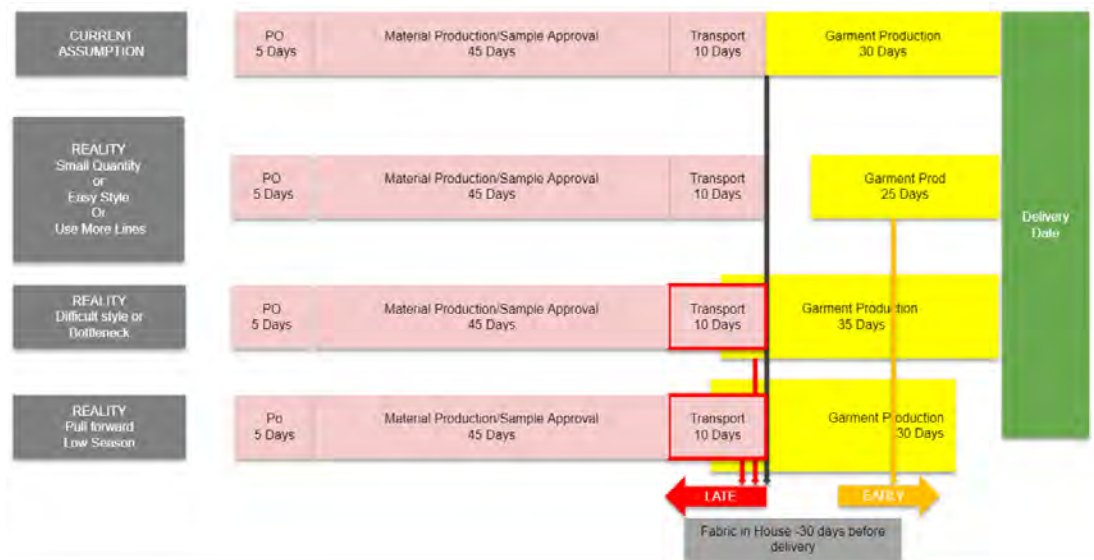 CURRENT
ASSUMPTION
PO
5 Days
Material Production/Sample Approval
45 Days
Transport
10 Days
Garment Production
30 Days
REALITY
Small Quantity
or
Easy Style
Or
Use More Lines
PO
5 Days
Material Production/Sample Approval
45 Days
Transport
10 Days
Garment Prod
25 Days
Delivery
Date
REALITY
Difficult style or
Bottleneck
PO
5 Days
Material Production/Sample Approval
45 Days
Transport
10 Days
Garment Production
35 Days
REALITY
Pull forward
Low Season
Po
5 Days
Material Production/Sample Approval
45 Days
Transport
10 Days
Garment Production
30 Days
LATE
EARLY
Fabric in House -30 days before
delivery